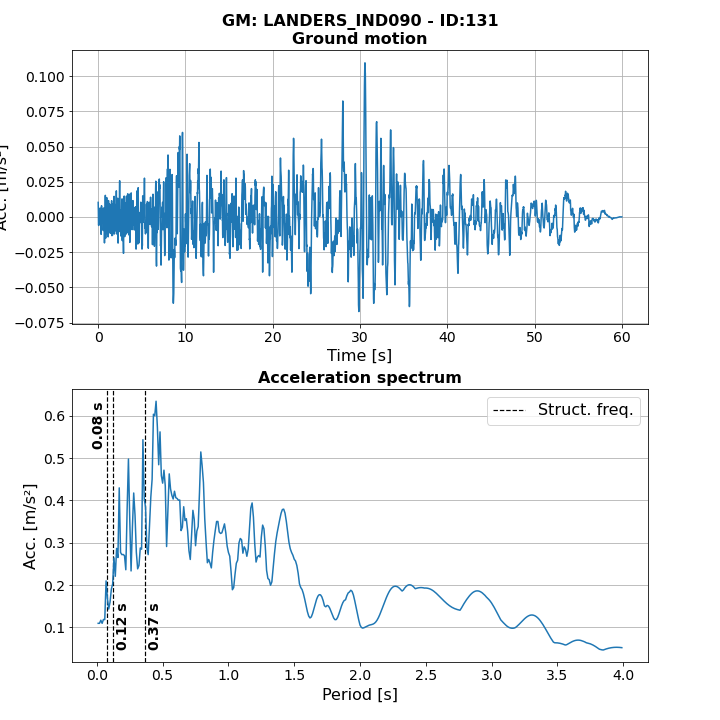 GM: LANDERS_IND090 - ID:131
Ground motion
0.100
0.075
0.050
0.025
0.000
−0.025
−0.050
−0.075
Acc. [m/s²]
0 10 20 30 40 50 60
Time [s]
Acceleration spectrum
0.6
0.5
0.4
0.3
0.2
0.1
Acc. [m/s²]
0.08 s
0.12 s
0.37 s
Struct. freq.
0.0 0.5 1.0 1.5 2.0 2.5 3.0 3.5 4.0
Period [s]